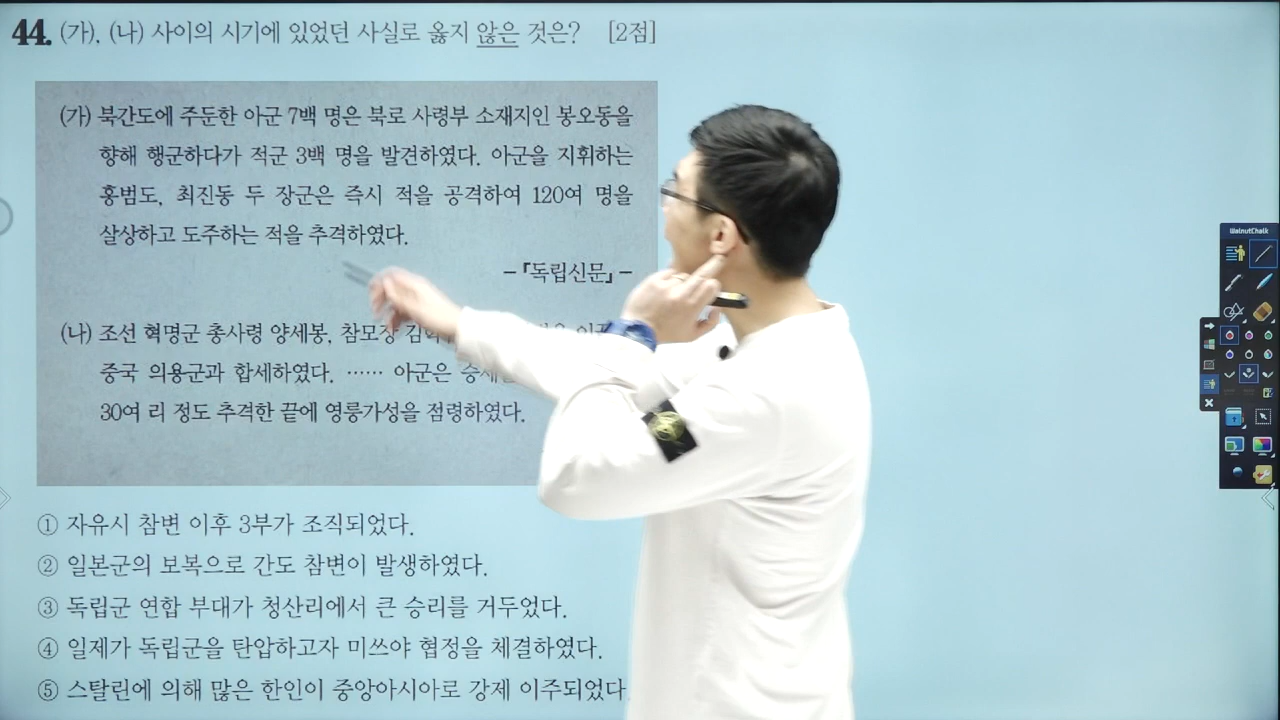 44. (가), (나) 사이의 시기에 있었던 사실로 옳지 않은 것은? [2점]
(가) 북간도에 주둔한 아군 7백 명은 북로 사령부 소재지인 봉오동을
향해 행군하다가 적군 3백 명을 발견하였다. 아군을 지휘하는
홍범도, 최진동 두 장군은 즉시 적을 공격하여 120여 명을
살상하고 도주하는 적을 추격하였다.
－『독립신문』－
(나) 조선 혁명군 총사령 양세봉, 참모장
중국 의용군과 합세하였다. …… 아군은
30여 리 정도 추격한 끝에 영릉가성을 점령하였다.
① 자유시 참변 이후 3부가 조직되었다.
② 일본군의 보복으로 간도 참변이 발생하였다.
③ 독립군 연합 부대가 청산리에서 큰 승리를 거두었다.
④ 일제가 독립군을 탄압하고자 미쓰야 협정을 체결하였다.
⑤ 스탈린에 의해 많은 한인이 중앙아시아로 강제 이주되었다
WalnutChalk